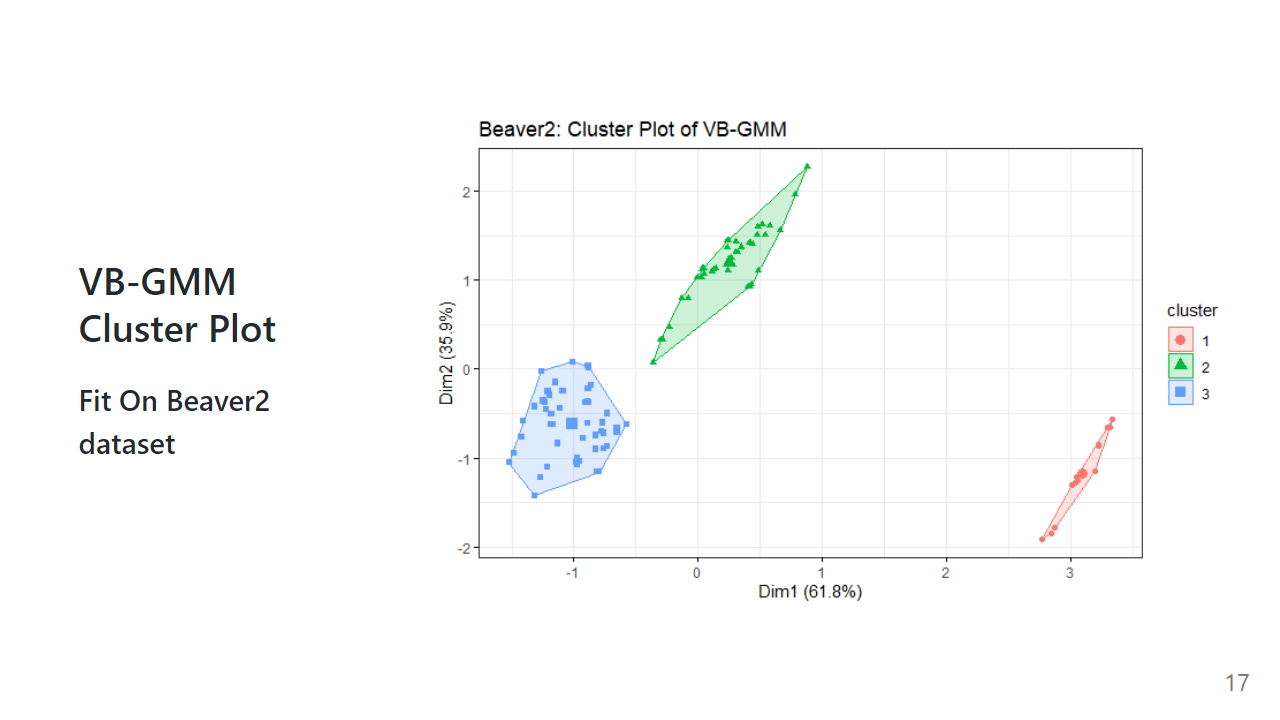 VB-GMM
Cluster Plot
Fit On Beaver2
dataset
Beaver2: Cluster Plot of VB-GMM
Dim2 (35.9%)
2
1
0
-1
-2
-1
0
1
2
3
Dim1 (61.8%)
cluster
1
2
3
17